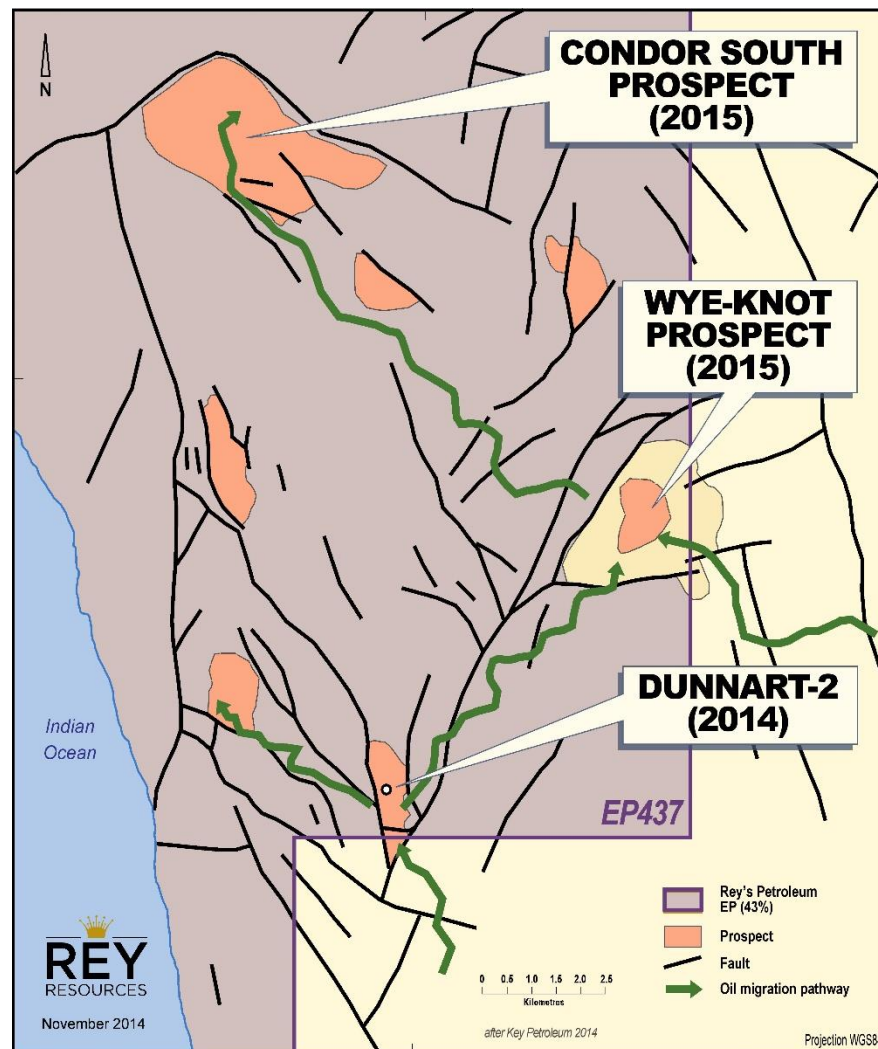 N
CONDOR SOUTH
PROSPECT
(2015)
WYE-KNOT
PROSPECT
(2015)
DUNNART-2
(2014)
Indian
Ocean
EP437
Rey's Petroleum
EP (43%)
Prospect
Fault
Oil migration pathway
0 0.5 1.0 1.5 2.0 2.5
Kilometres
REY
RESOURCES
November 2014
after Key Petroleum 2014
Projection WGS8